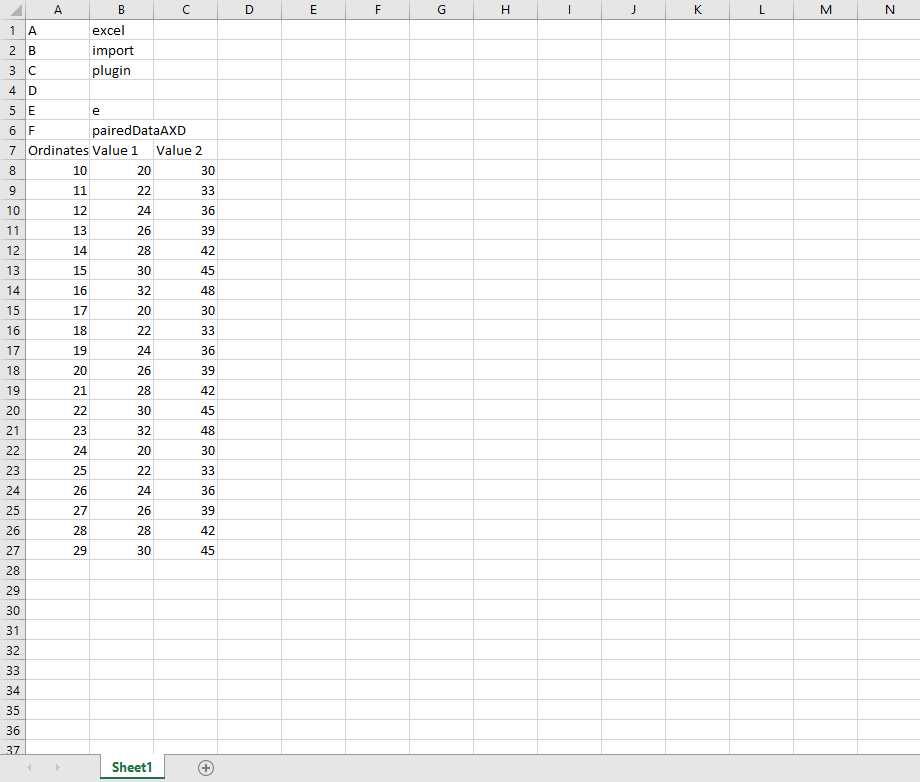 A B C D E F G H I J K L M N
1 A excel
2 B import
3 C plugin
4 D
5 E e
6 F pairedDataAXD
7 Ordinates Value 1 Value 2
8 10 20 30
9 11 22 33
10 12 24 36
11 13 26 39
12 14 28 42
13 15 30 45
14 16 32 48
15 17 20 30
16 18 22 33
17 19 24 36
18 20 26 39
19 21 28 42
20 22 30 45
21 23 32 48
22 24 20 30
23 25 22 33
24 26 24 36
25 27 26 39
26 28 28 42
27 29 30 45
28
29
30
31
32
33
34
35
36
37
Sheet1